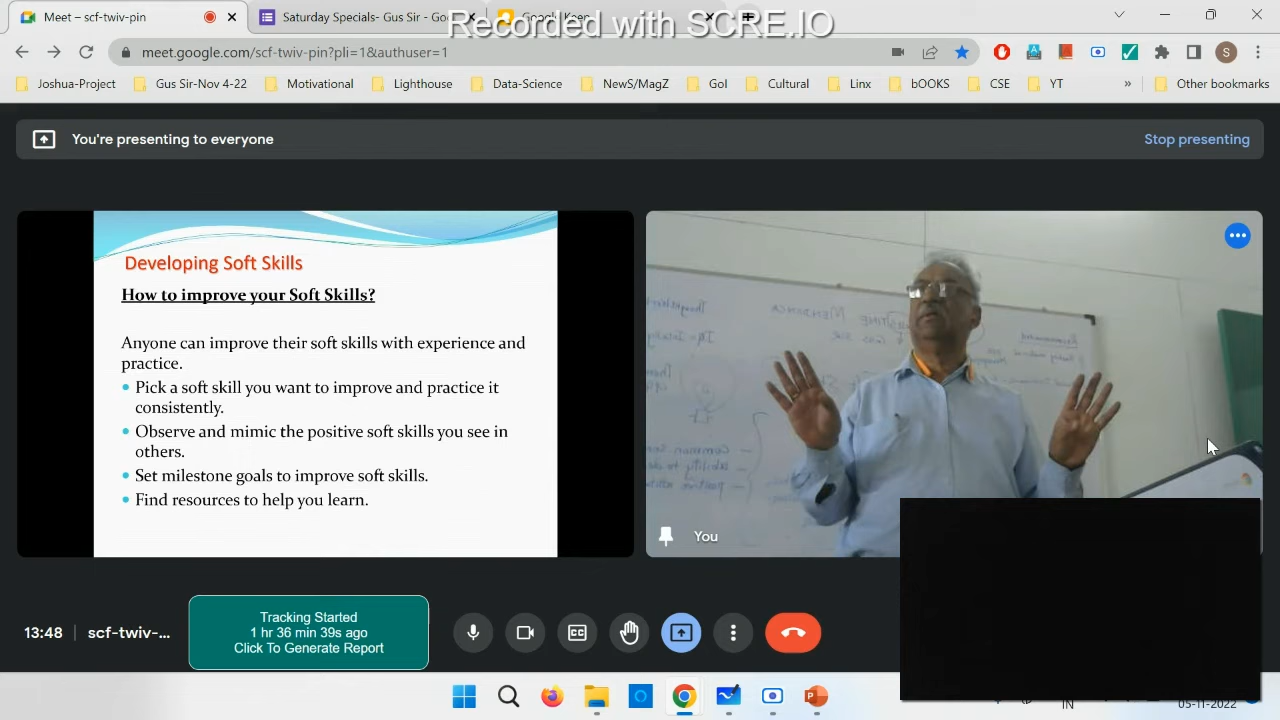 Meet – scf-twiv-pin
Saturday Specials- Gus Sir - Goo
Google Keep
Recorded with SCRE.IO
meet.google.com/scf-twiv-pin?pli=1&authuser=1
S
Joshua-Project
Gus Sir-Nov 4-22
Motivational
Lighthouse
Data-Science
NewS/MagZ
GoI
Cultural
Linx
bOOKS
CSE
YT
»
Other bookmarks
You're presenting to everyone
Stop presenting
Developing Soft Skills
How to improve your Soft Skills?
Anyone can improve their soft skills with experience and
practice.
• Pick a soft skill you want to improve and practice it
consistently.
• Observe and mimic the positive soft skills you see in
others.
• Set milestone goals to improve soft skills.
• Find resources to help you learn.
MENDONCA
You
13:48
scf-twiv-...
Tracking Started
1 hr 36 min 39s ago
Click To Generate Report
CC
IN
05-11-2022